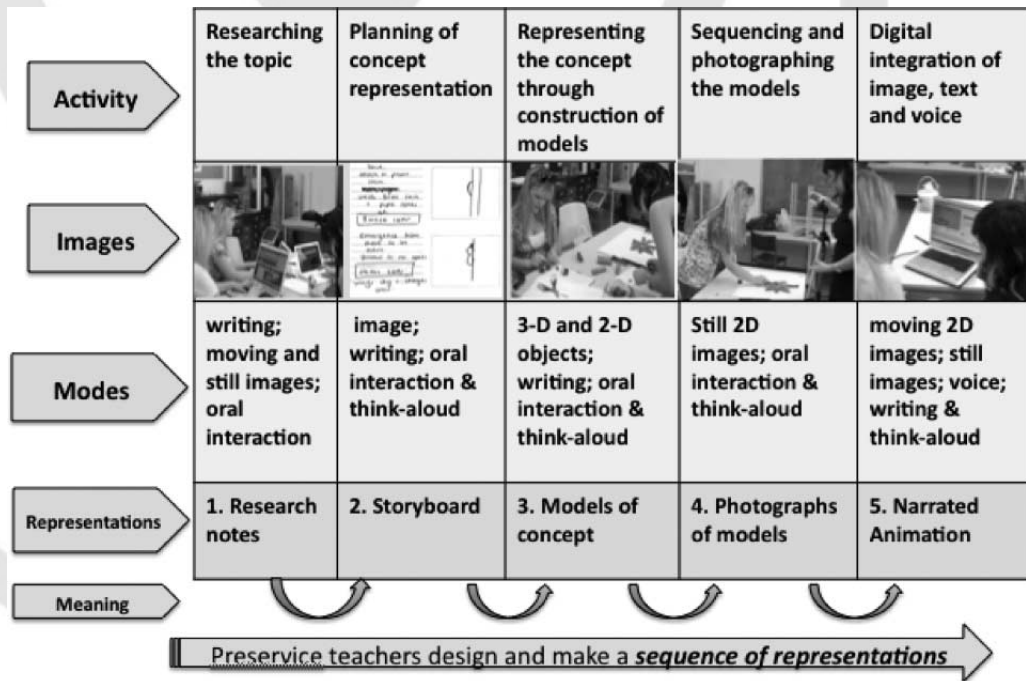 Activity
Researching
the topic
Planning of
concept
representation
Representing
the concept
through
construction of
models
Sequencing and
photographing
the models
Digital
integration of
image, text
and voice
Images
Modes
writing;
moving and
still images;
oral
interaction
image;
writing; oral
interaction &
think-aloud
3-D and 2-D
objects;
writing; oral
interaction &
think-aloud
Still 2D
images; oral
interaction &
think-aloud
moving 2D
images; still
images; voice;
writing &
think-aloud
Representations
1. Research
notes
2. Storyboard
3. Models of
concept
4. Photographs
of models
5. Narrated
Animation
Meaning
Preservice teachers design and make a sequence of representations